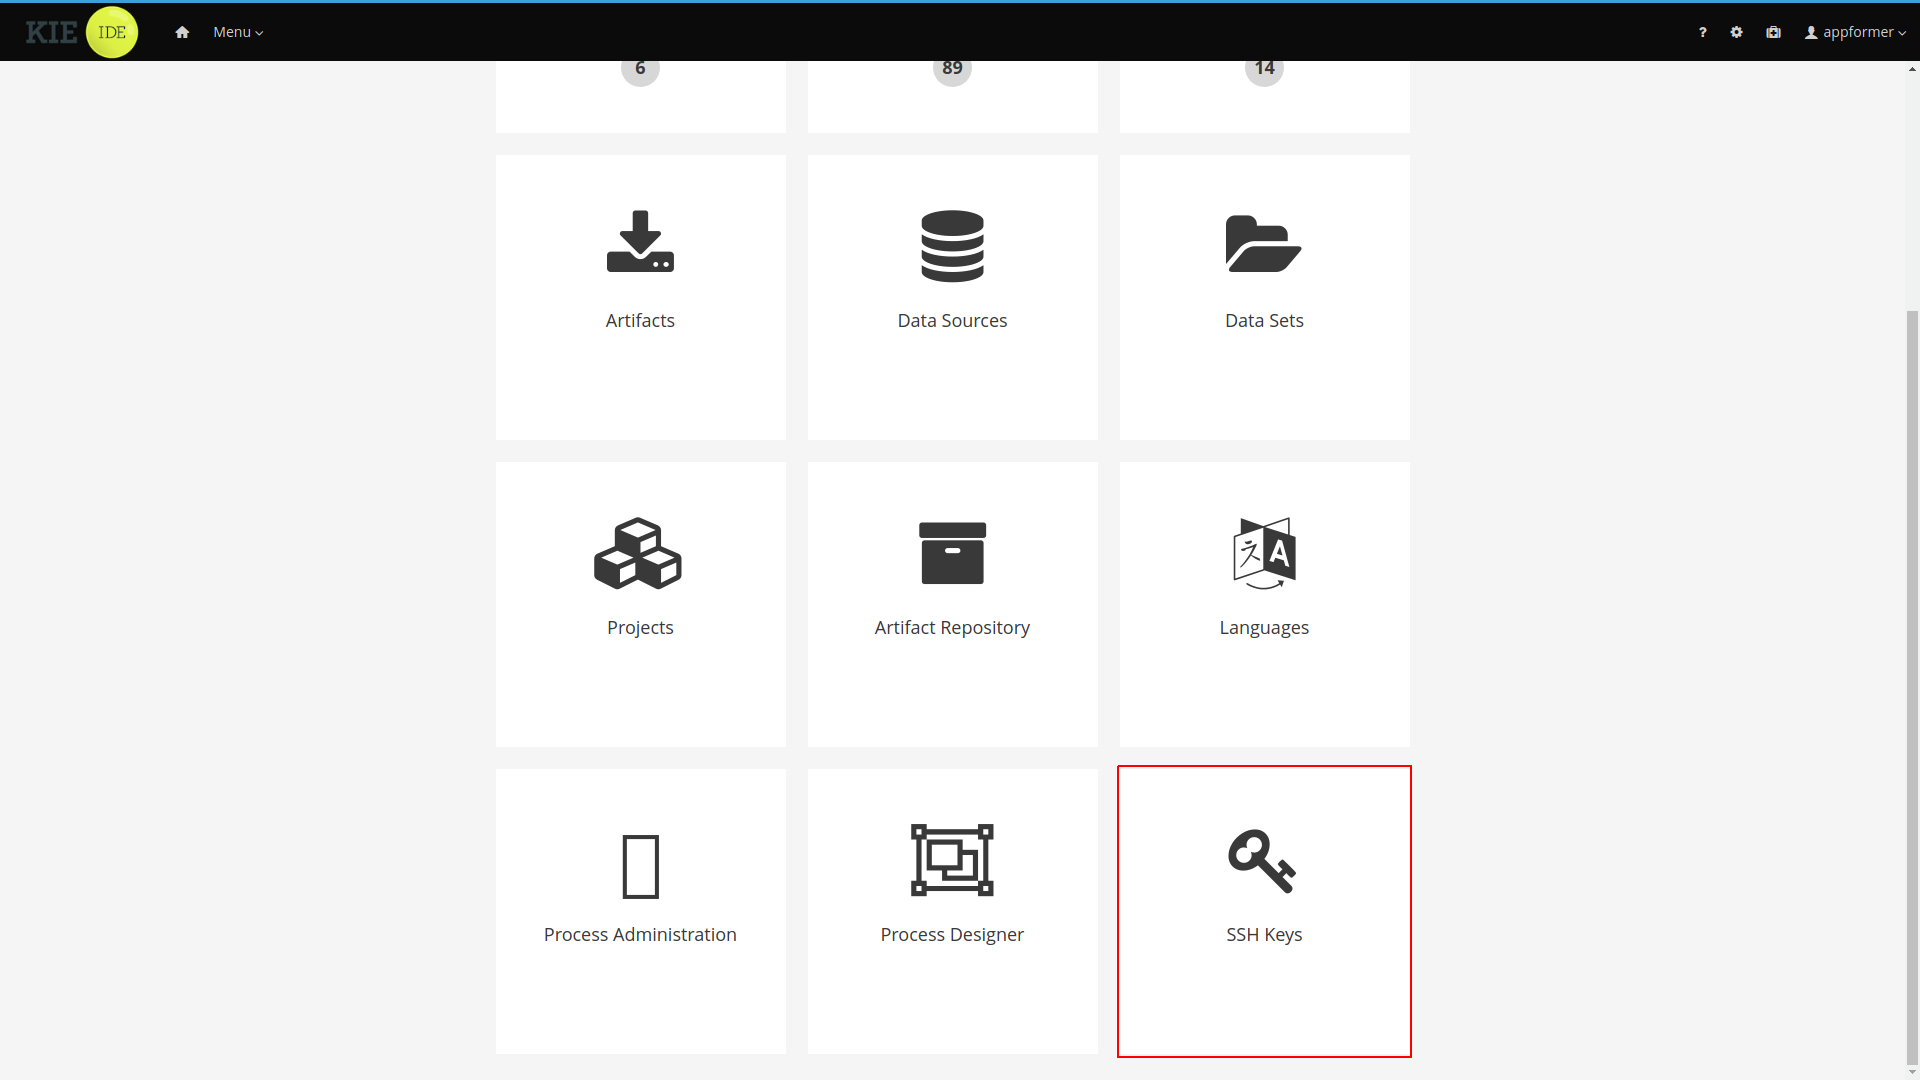 KIE IDE Menu ? appformer
6 89 14
Artifacts Data Sources Data Sets
Projects Artifact Repository Languages
Process Administration Process Designer SSH Keys